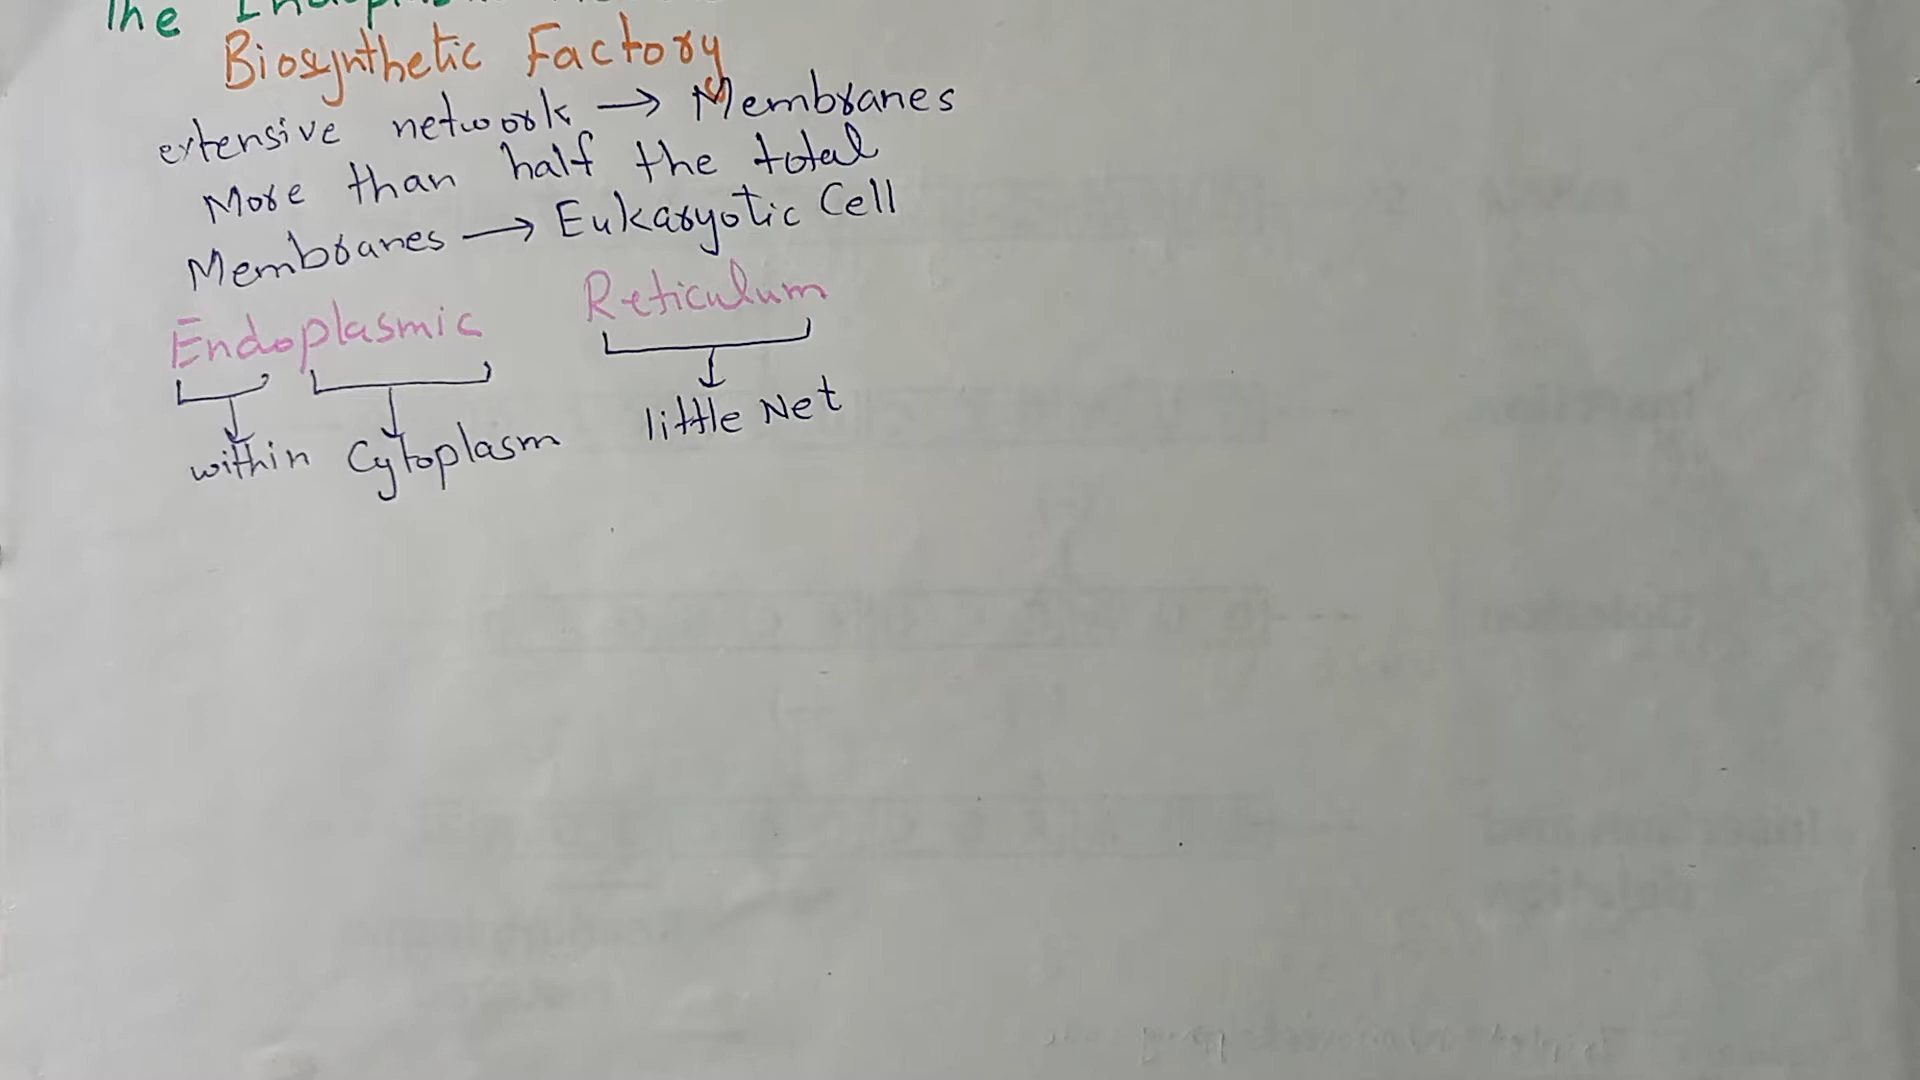 The
Biosynthetic Factory
extensive network → Membranes
More than half the total
Membranes → Eukaryotic Cell
Endoplasmic Reticulum
within Cytoplasm little Net